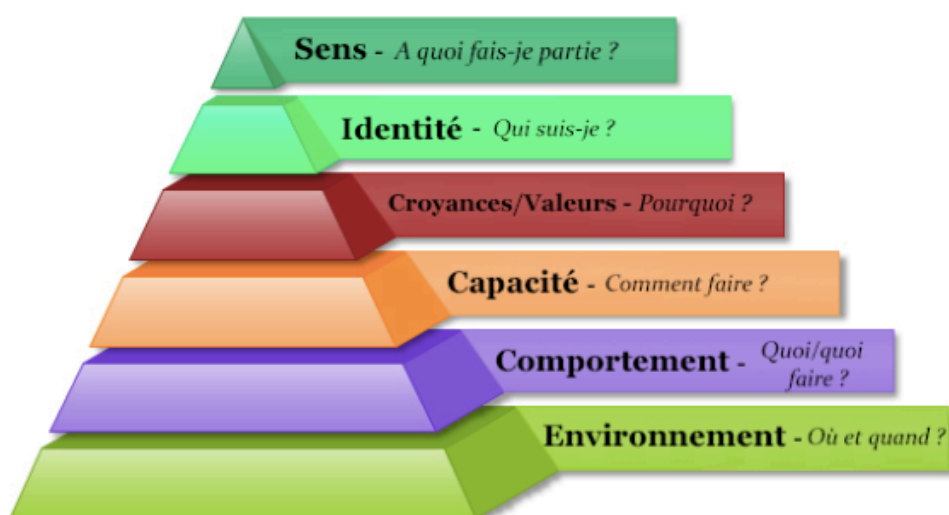 Sens - A quoi fais-je partie ?
Identité - Qui suis-je ?
Croyances/Valeurs - Pourquoi ?
Capacité - Comment faire ?
Comportement - Quoi/quoi
faire ?
Environnement - Où et quand ?